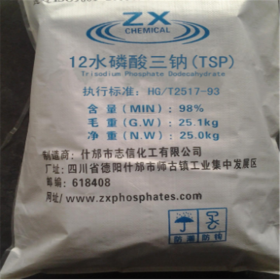 ZX
CHEMICAL
12水磷酸三钠(TSP)
Trisodium Phosphate Dodecahydrate
执行标准：HG/T2517-93
含 量 (MIN)：98%
毛 重 (G.W)：25.1kg
净 重 (N.W)：25.0kg
制造商：什邡市志信化工有限公司
厂址：四川省德阳什邡市师古镇工业集中发展区
邮编：618408
网址/www.zxphosphates.com